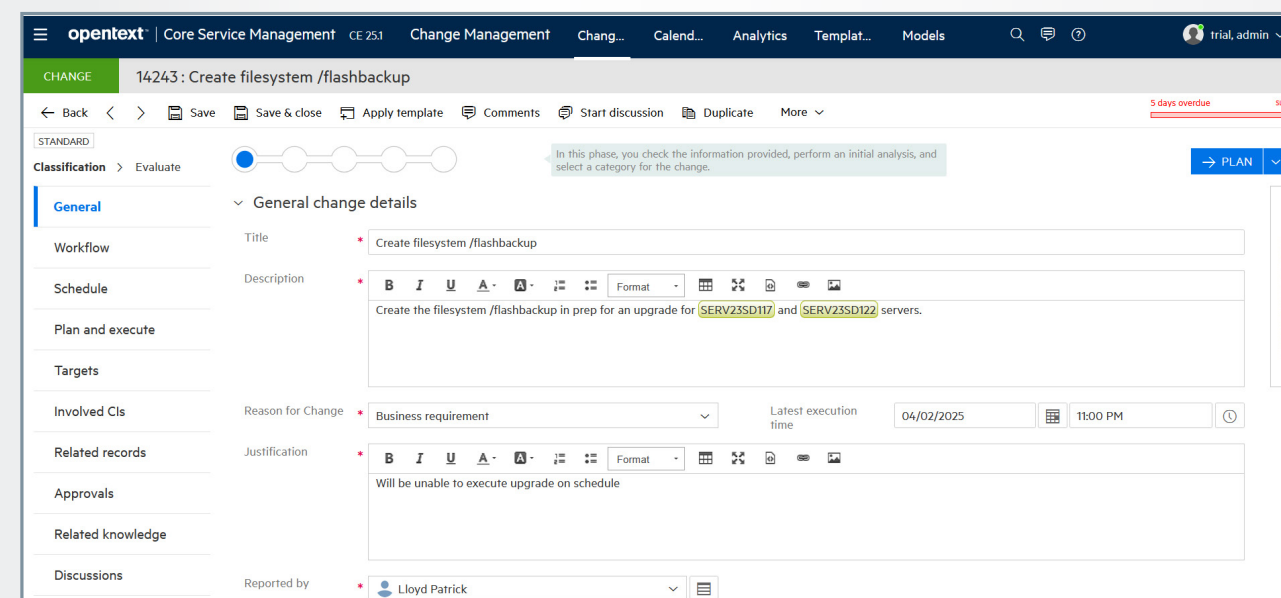 opentext™ | Core Service Management CE 25.1 Change Management Chang... Calend... Analytics Templat... Models trial, admin
CHANGE 14243 : Create filesystem /flashbackup
Back Save Save & close Apply template Comments Start discussion Duplicate More 5 days overdue
STANDARD
Classification > Evaluate
In this phase, you check the information provided, perform an initial analysis, and
select a category for the change.
→ PLAN
General
Workflow
Schedule
Plan and execute
Targets
Involved CIs
Related records
Approvals
Related knowledge
Discussions
General change details
Title * Create filesystem /flashbackup
Description *
B I U A A Format
Create the filesystem /flashbackup in prep for an upgrade for SERV23SD117 and SERV23SD122 servers.
Reason for Change * Business requirement
Latest execution
time
04/02/2025 11:00 PM
Justification *
B I U A A Format
Will be unable to execute upgrade on schedule
Reported by * Lloyd Patrick